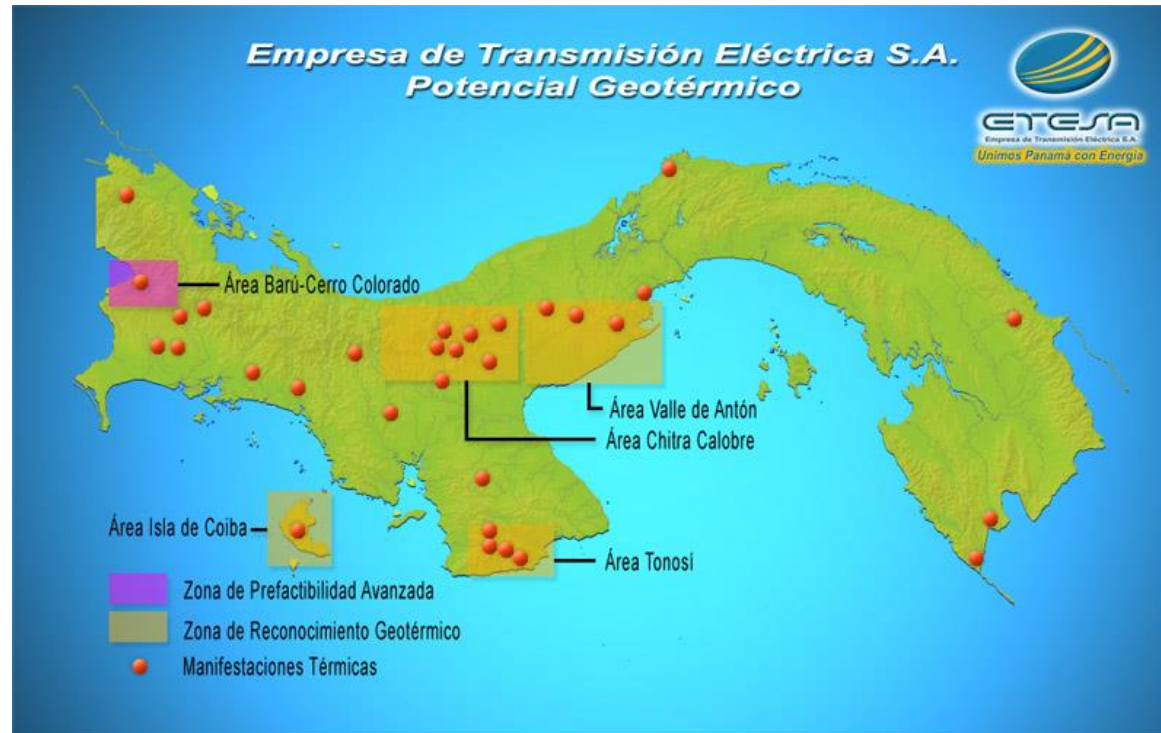 Empresa de Transmisión Eléctrica S.A.
Potencial Geotérmico
ETESA
Empresa de Transmisión Eléctrica S.A.
Unimos Panamá con Energía
Área Barú-Cerro Colorado
Área Valle de Antón
Área Chitra Calobre
Área Isla de Coiba
Área Tonosí
Zona de Prefactibilidad Avanzada
Zona de Reconocimiento Geotérmico
Manifestaciones Térmicas